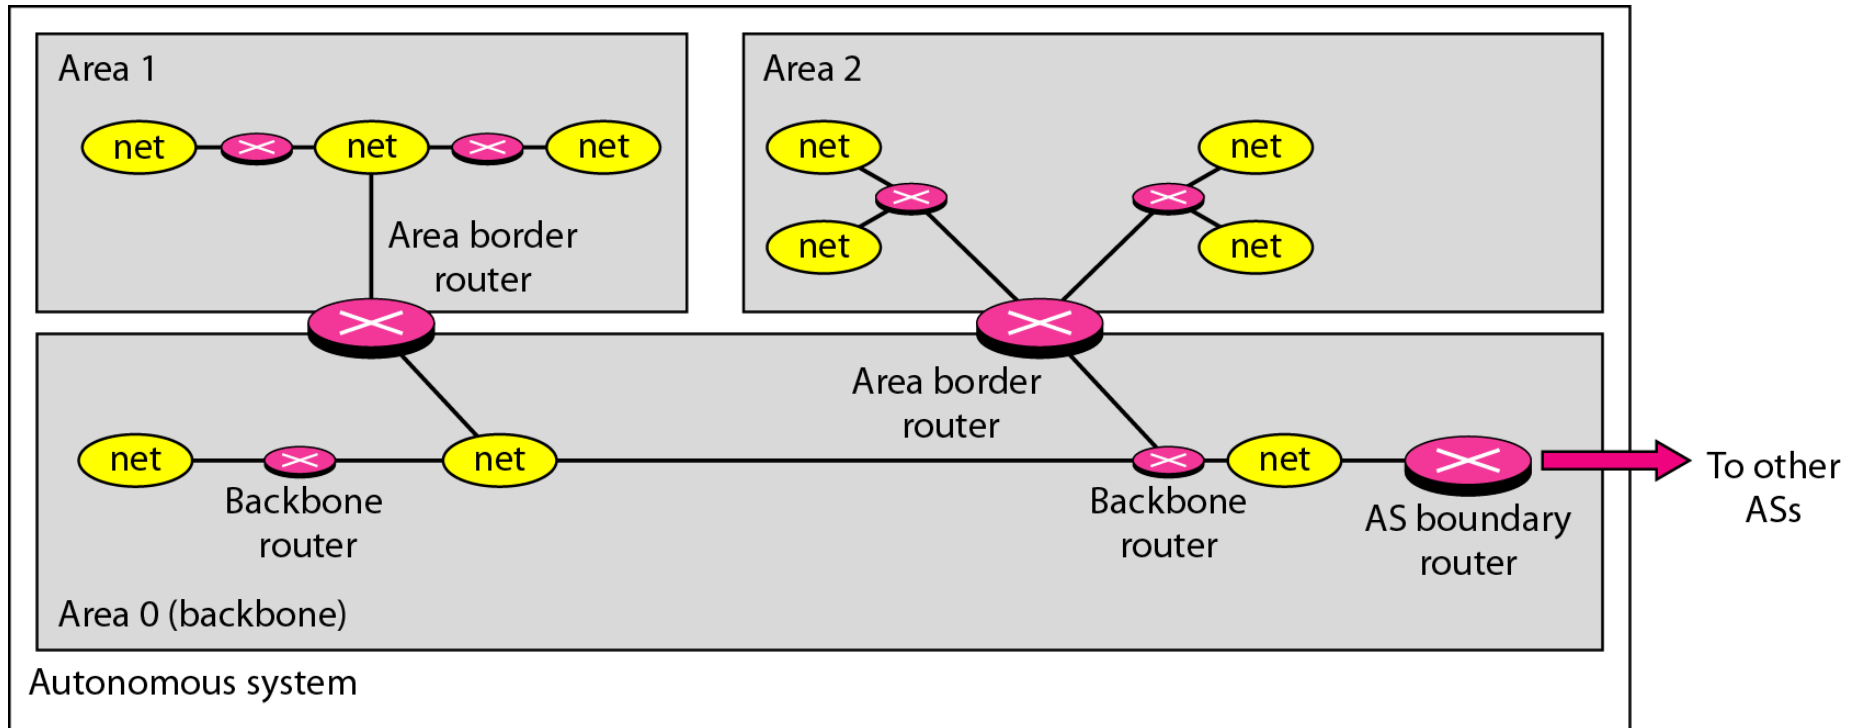 Area 1
net
net
net
Area border
router
Area 2
net
net
net
net
Area border
router
net
Backbone
router
net
Backbone
router
net
AS boundary
router
To other
ASs
Area 0 (backbone)
Autonomous system